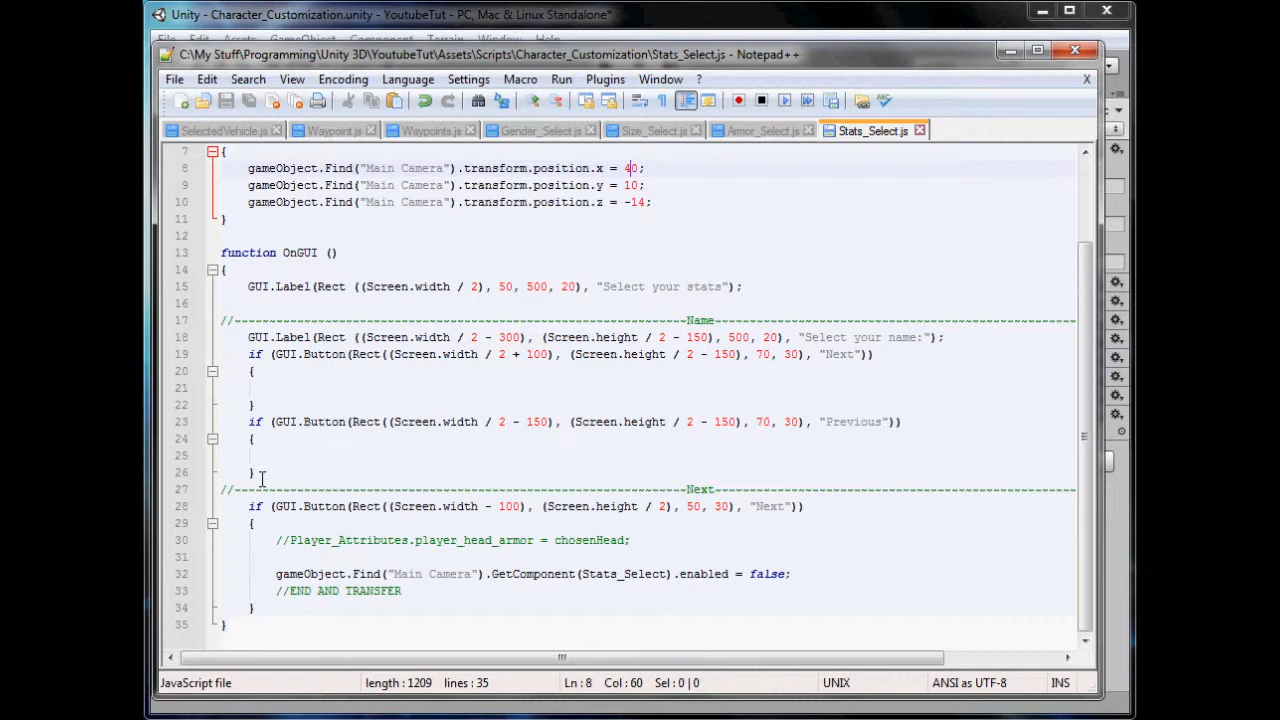 Unity - Character_Customization.unity - YoutubeTut - PC, Mac & Linux Standalone*
C:\My Stuff\Programming\Unity 3D\YoutubeTut\Assets\Scripts\Character_Customization\Stats_Select.js - Notepad++
File Edit Search View Encoding Language Settings Macro Run Plugins Window ? X
SelectedVehicle.js Waypoint.js Waypoints.js Gender_Select.js Size_Select.js Armor_Select.js Stats_Select.js
7 {
8 gameObject.Find("Main Camera").transform.position.x = 40;
9 gameObject.Find("Main Camera").transform.position.y = 10;
10 gameObject.Find("Main Camera").transform.position.z = -14;
11 }
12
13 function OnGUI ()
14 {
15 GUI.Label(Rect ((Screen.width / 2), 50, 500, 20), "Select your stats");
16
17 //-----------------------------------------------------------------Name----------------------------------------------------
18 GUI.Label(Rect ((Screen.width / 2 - 300), (Screen.height / 2 - 150), 500, 20), "Select your name:");
19 if (GUI.Button(Rect((Screen.width / 2 + 100), (Screen.height / 2 - 150), 70, 30), "Next"))
20 {
21
22 }
23 if (GUI.Button(Rect((Screen.width / 2 - 150), (Screen.height / 2 - 150), 70, 30), "Previous"))
24 {
25
26 }
27 //-----------------------------------------------------------------Next----------------------------------------------------
28 if (GUI.Button(Rect((Screen.width - 100), (Screen.height / 2), 50, 30), "Next"))
29 {
30 //Player_Attributes.player_head_armor = chosenHead;
31
32 gameObject.Find("Main Camera").GetComponent(Stats_Select).enabled = false;
33 //END AND TRANSFER
34 }
35 }
JavaScript file length : 1209 lines : 35 Ln : 8 Col : 60 Sel : 0 | 0 UNIX ANSI as UTF-8 INS